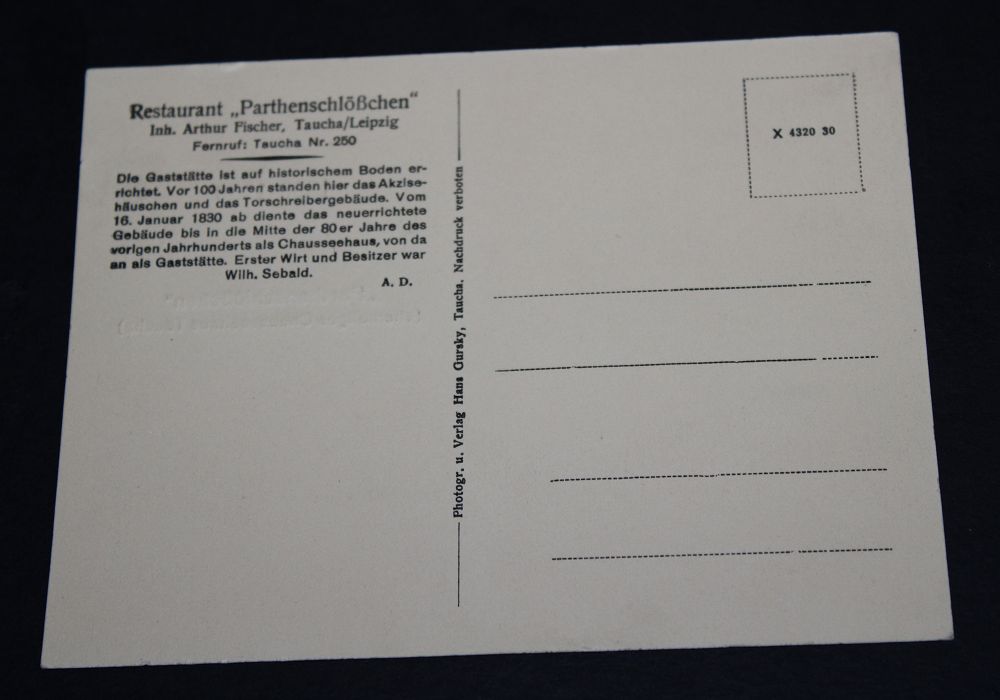 Restaurant „Parthenschlößchen“
Inh. Arthur Fischer, Taucha/Leipzig
Fernruf: Taucha Nr. 250
Die Gaststätte ist auf historischem Boden er-
richtet. Vor 100 Jahren standen hier das Akzise-
häuschen und das Torschreibergebäude. Vom
16. Januar 1830 ab diente das neuerrichtete
Gebäude bis in die Mitte der 80er Jahre des
vorigen Jahrhunderts als Chausseehaus, von da
an als Gaststätte. Erster Wirt und Besitzer war
Wilh. Sebald.
A. D.
Photogr. u. Verlag Hans Gursky, Taucha. Nachdruck verboten
X 4320 30